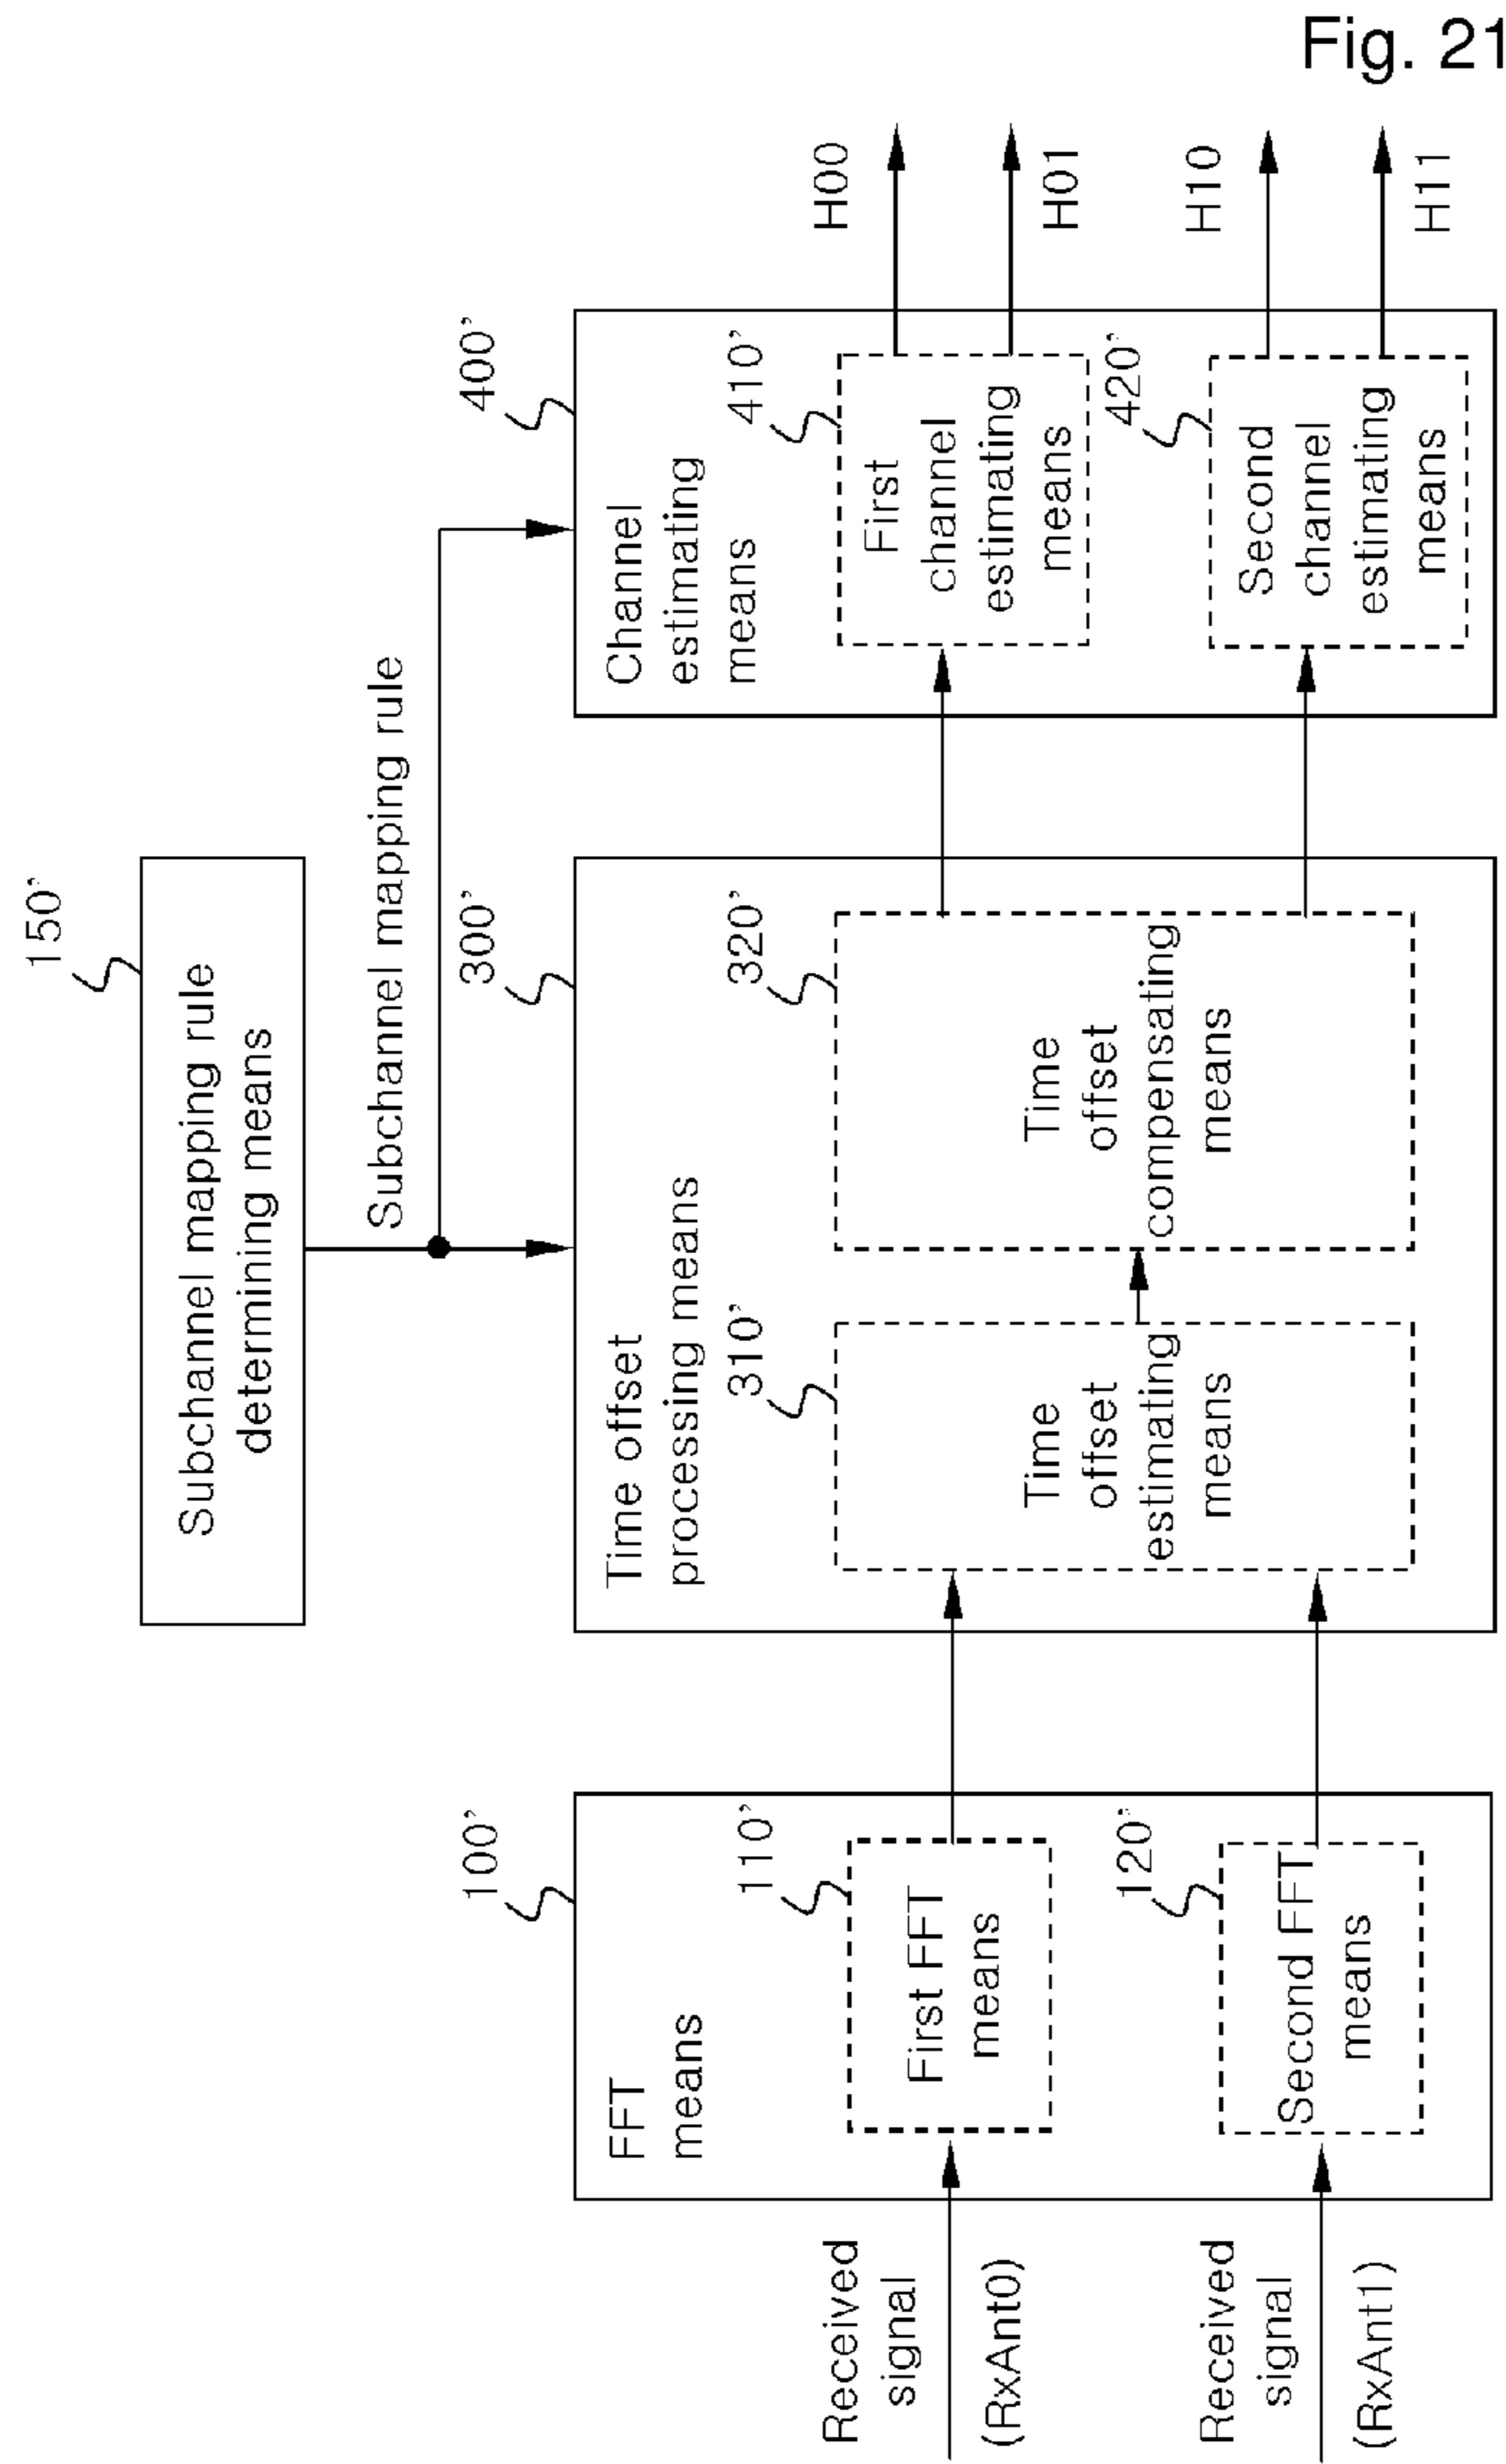 Fig. 21
150’
Subchannel mapping rule
determining means
Subchannel mapping rule
100’
FFT
means
110’
First FFT
means
120’
Second FFT
means
Received
signal
(RxAnt0)
Received
signal
(RxAnt1)
300’
Time offset
processing means
310’
Time
offset
estimating
means
320’
Time
offset
compensating
means
400’
Channel
estimating
means
410’
First
channel
estimating
means
420’
Second
channel
estimating
means
H00
H01
H10
H11